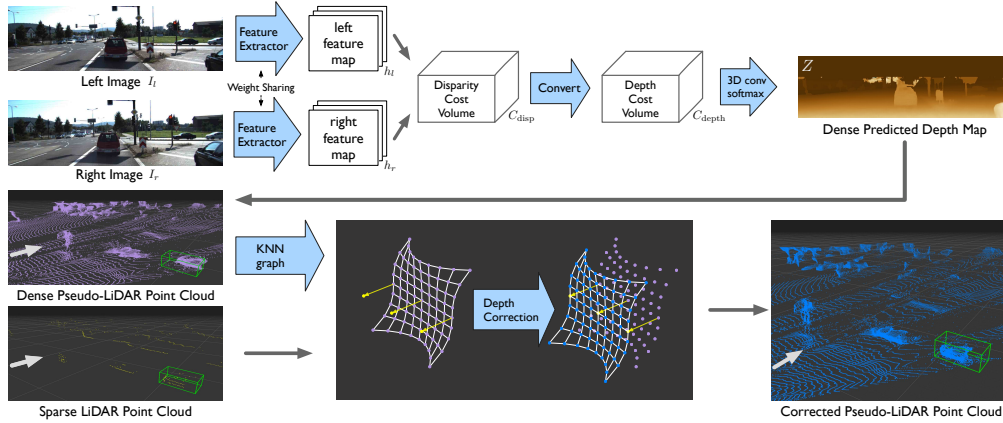 Left Image I_l
Right Image I_r
Feature
Extractor
Weight Sharing
Feature
Extractor
left
feature
map
h_l
right
feature
map
h_r
Disparity
Cost
Volume
C_disp
Convert
Depth
Cost
Volume
C_depth
3D conv
softmax
Z
Dense Predicted Depth Map
Dense Pseudo-LiDAR Point Cloud
KNN
graph
Depth
Correction
Sparse LiDAR Point Cloud
Corrected Pseudo-LiDAR Point Cloud